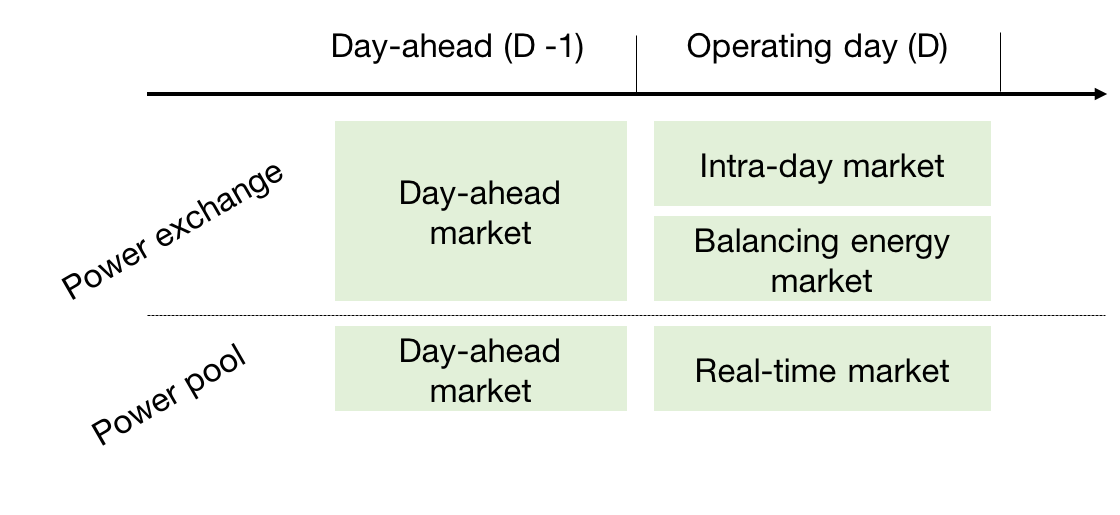 Day-ahead (D -1)
Operating day (D)
Power exchange
Day-ahead
market
Intra-day market
Balancing energy
market
Power pool
Day-ahead
market
Real-time market